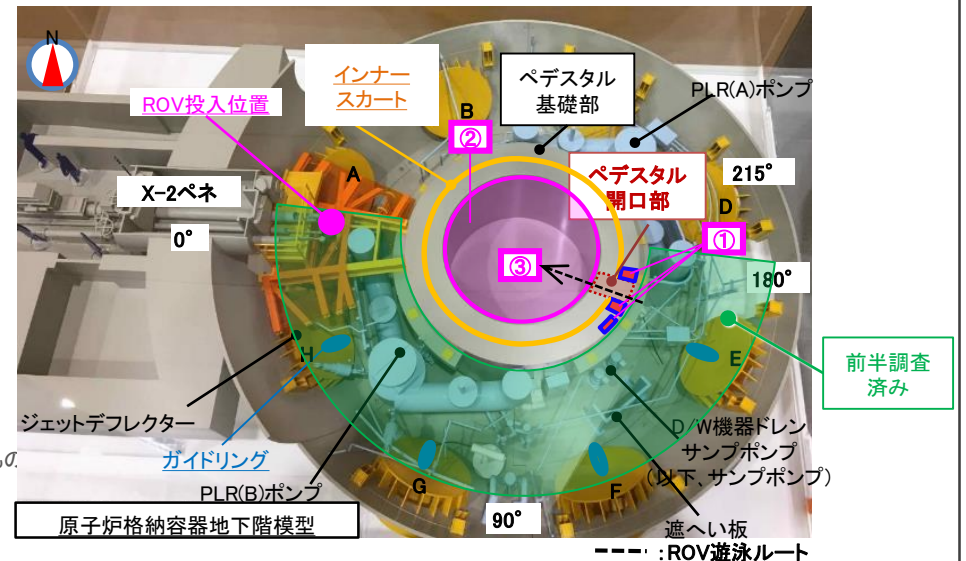 N
インナー
スカート
ペデスタル
基礎部
PLR(A)ポンプ
ROV投入位置
B
②
ペデスタル
開口部
215°
A
X-2ペネ
D
0°
①
③
180°
H
E
前半調査
済み
ジェットデフレクター
D/W機器ドレン
サンプポンプ
(以下、サンプポンプ)
ガイドリング
G
F
PLR(B)ポンプ
90°
原子炉格納容器地下階模型
遮へい板
:ROV遊泳ルート